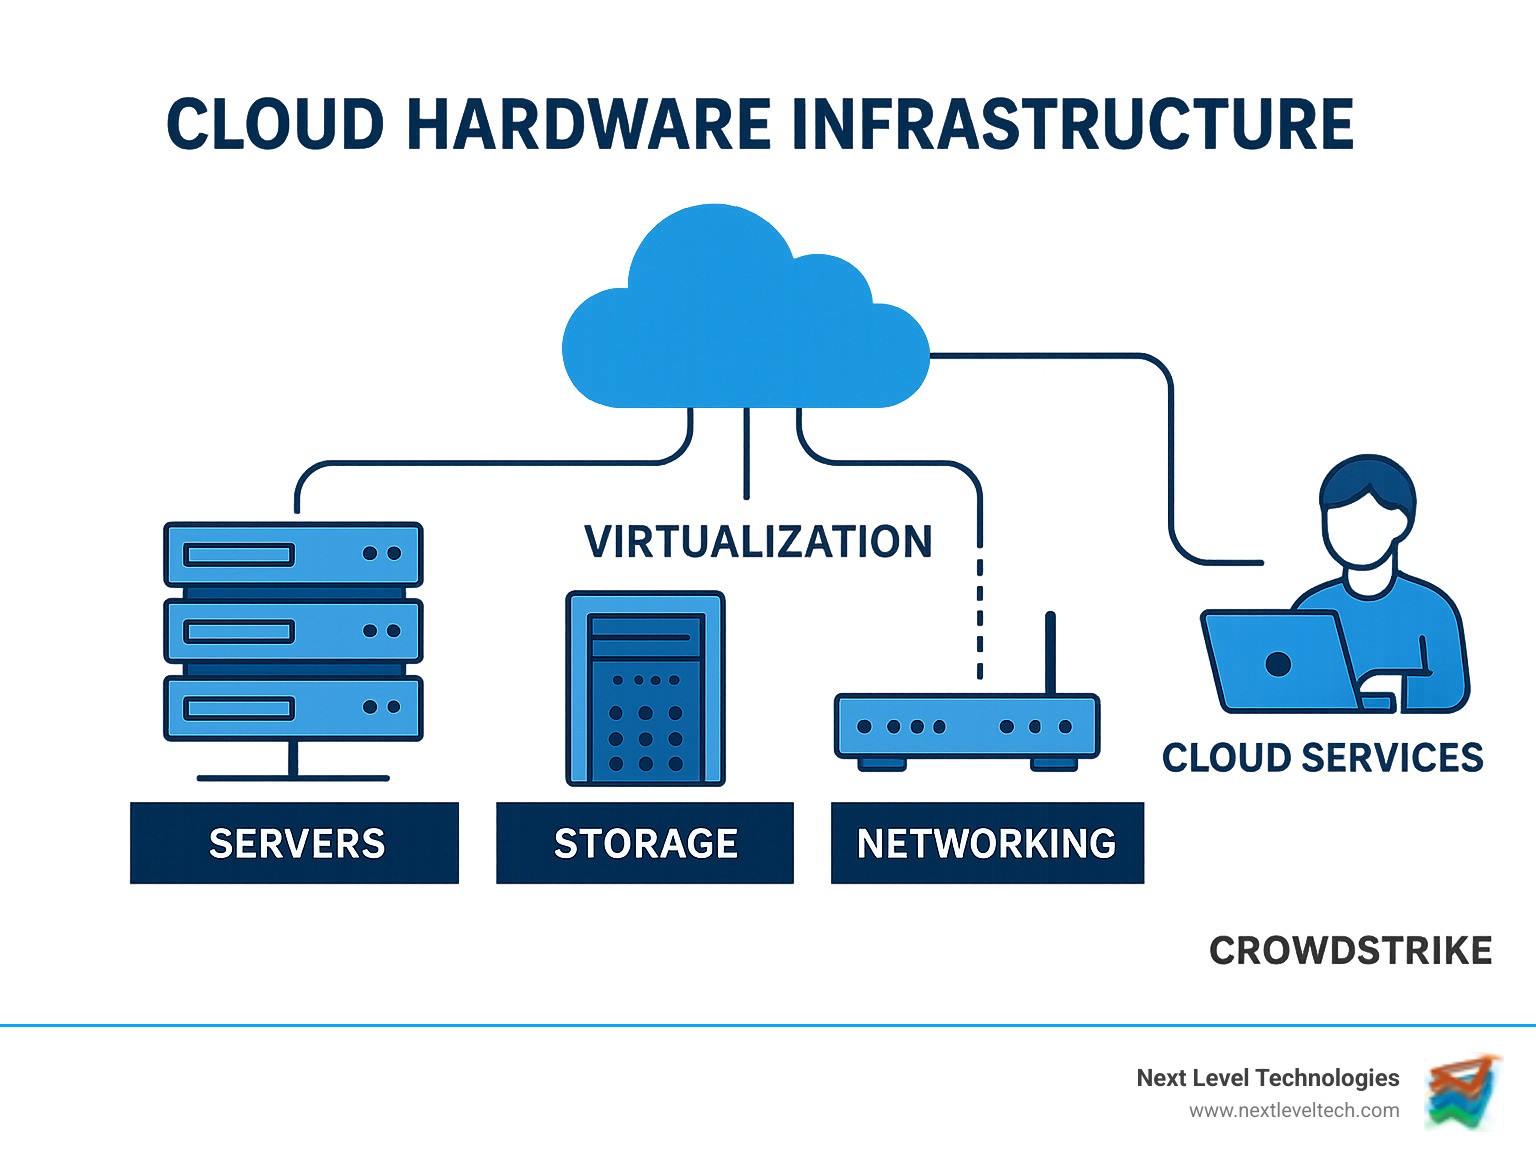 CLOUD HARDWARE INFRASTRUCTURE
VIRTUALIZATION
CLOUD SERVICES
SERVERS
STORAGE
NETWORKING
CROWDSTRIKE
Next Level Technologies
www.nextleveltech.com